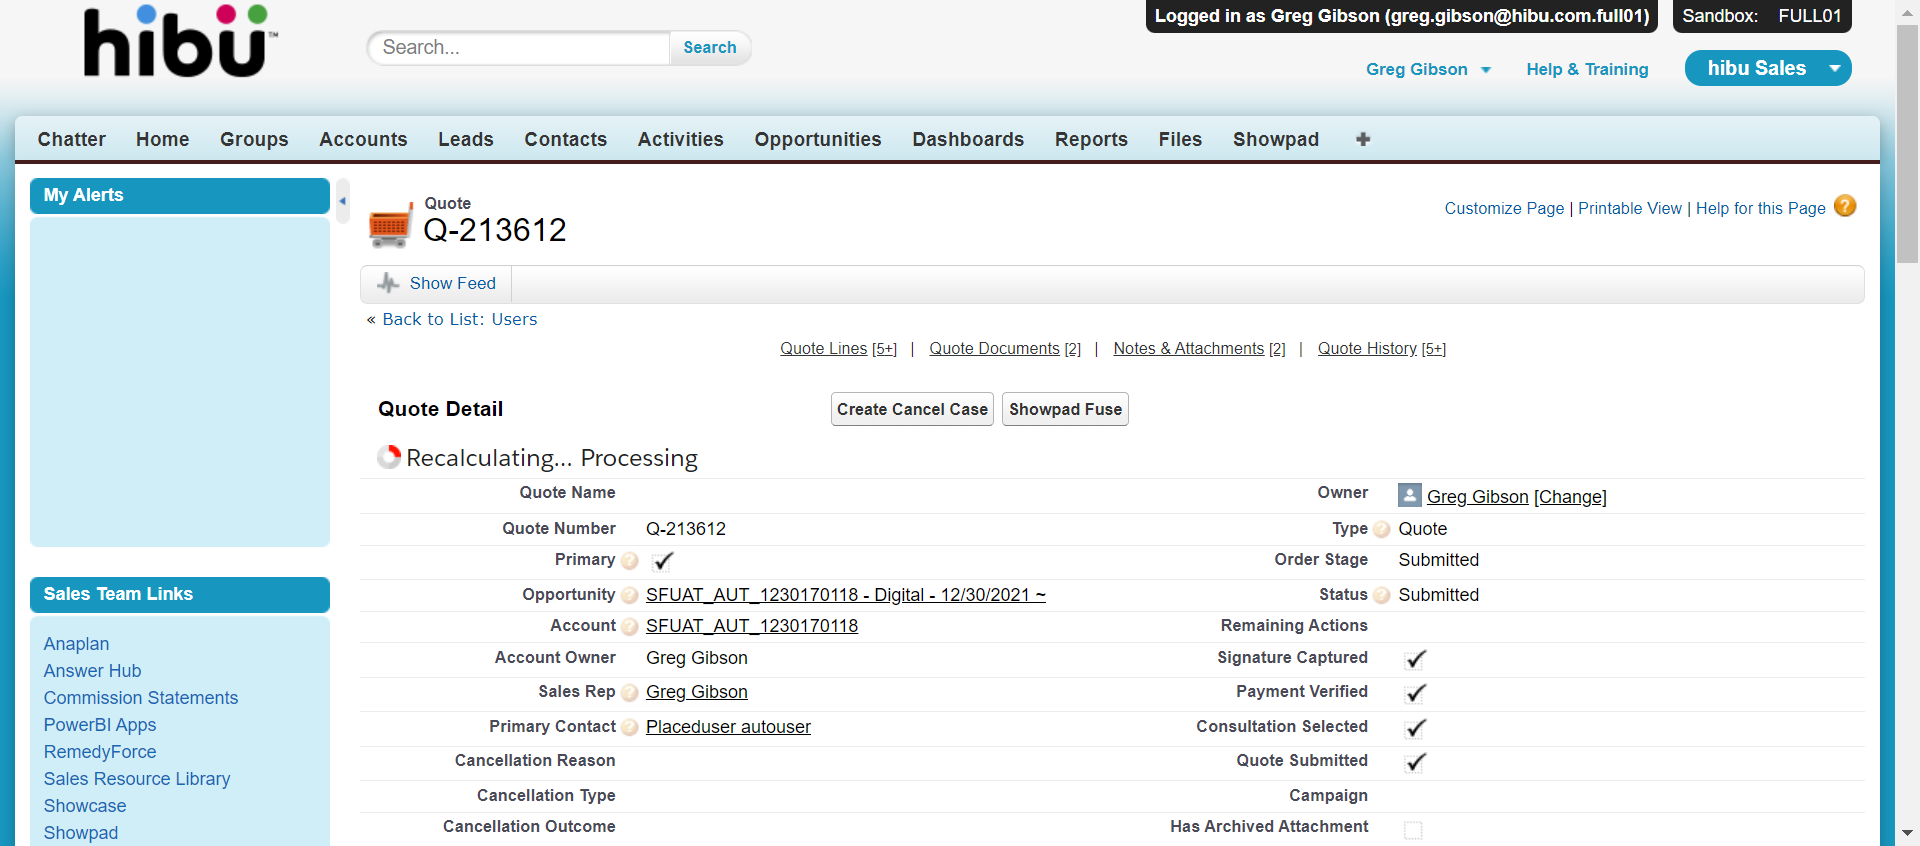 hibu™
Search...
Search
Logged in as Greg Gibson (greg.gibson@hibu.com.full01)
Sandbox: FULL01
Greg Gibson
Help & Training
hibu Sales
Chatter Home Groups Accounts Leads Contacts Activities Opportunities Dashboards Reports Files Showpad
My Alerts
Sales Team Links
Anaplan
Answer Hub
Commission Statements
PowerBI Apps
RemedyForce
Sales Resource Library
Showcase
Showpad
Quote
Q-213612
Customize Page | Printable View | Help for this Page
Show Feed
« Back to List: Users
Quote Lines [5+] | Quote Documents [2] | Notes & Attachments [2] | Quote History [5+]
Quote Detail
Create Cancel Case
Showpad Fuse
Recalculating... Processing
Quote Name
Owner Greg Gibson [Change]
Quote Number Q-213612
Type Quote
Primary
Order Stage Submitted
Opportunity SFUAT_AUT_1230170118 - Digital - 12/30/2021 ~
Status Submitted
Account SFUAT_AUT_1230170118
Remaining Actions
Account Owner Greg Gibson
Signature Captured
Sales Rep Greg Gibson
Payment Verified
Primary Contact Placeduser autouser
Consultation Selected
Cancellation Reason
Quote Submitted
Cancellation Type
Campaign
Cancellation Outcome
Has Archived Attachment